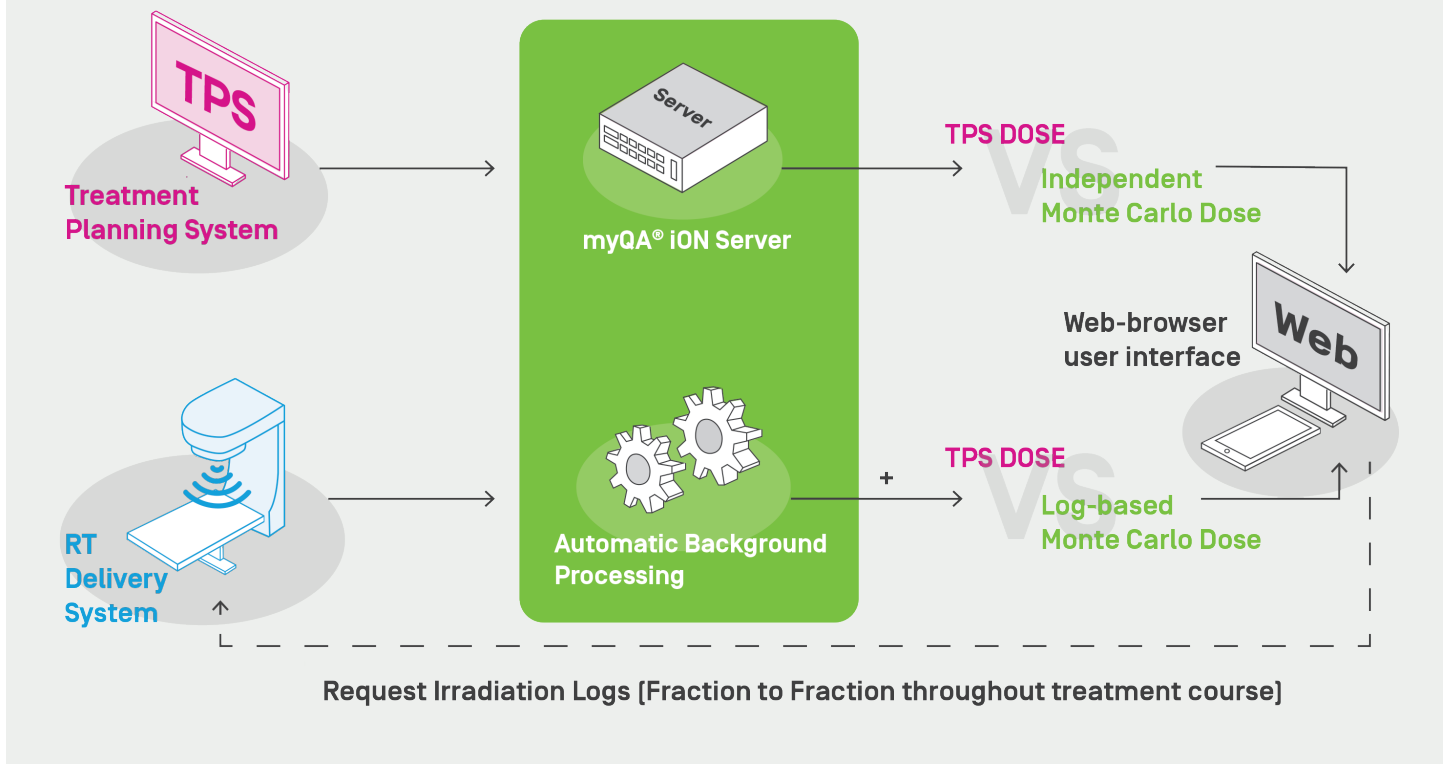 TPS
Treatment
Planning System
Server
myQA® iON Server
TPS DOSE
VS
Independent
Monte Carlo Dose
Web-browser
user interface
Web
RT
Delivery
System
Automatic Background
Processing
+
TPS DOSE
VS
Log-based
Monte Carlo Dose
Request Irradiation Logs (Fraction to Fraction throughout treatment course)